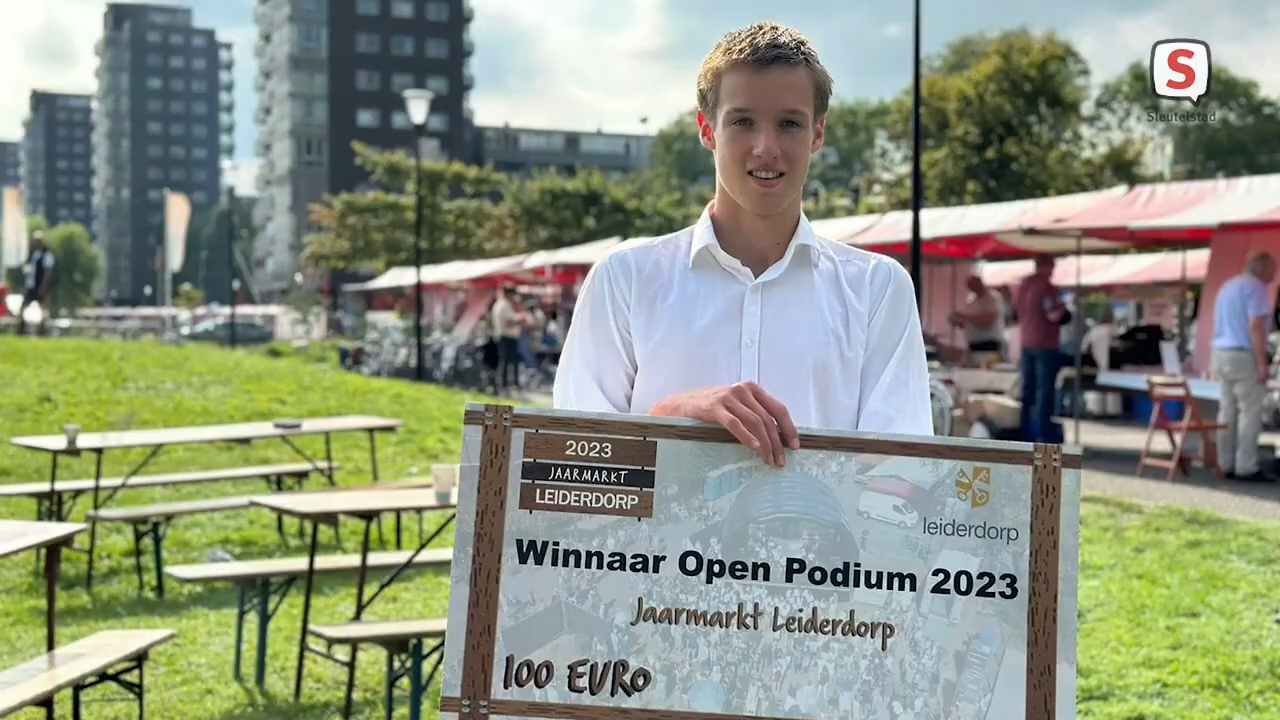 S
Sleutelstad
2023
JAARMARKT
LEIDERDORP
leiderdorp
Winnaar Open Podium 2023
Jaarmarkt Leiderdorp
100 EURO